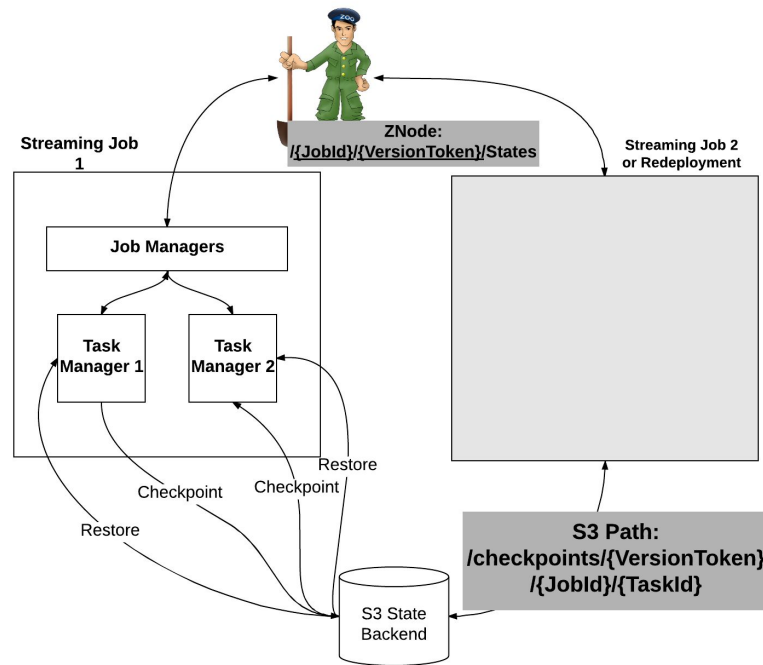 ZOO
ZNode:
/{JobId}/{VersionToken}/States
Streaming Job
1
Streaming Job 2
or Redeployment
Job Managers
Task
Manager 1
Task
Manager 2
Restore
Checkpoint
Checkpoint
Restore
S3 Path:
/checkpoints/{VersionToken}
/{JobId}/{TaskId}
S3 State
Backend